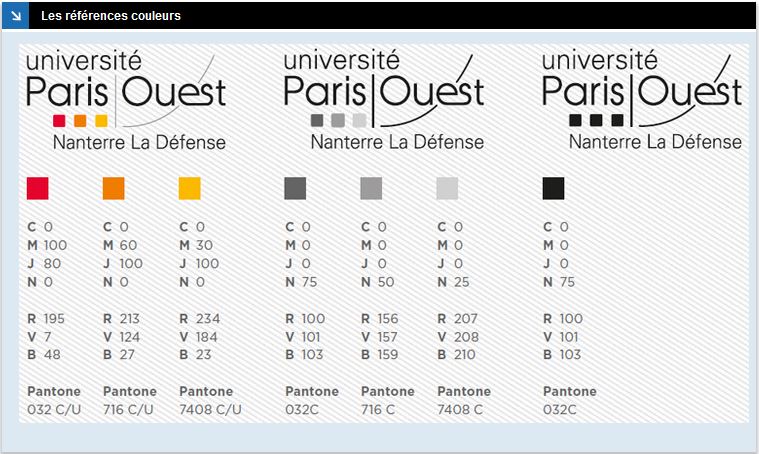 Les références couleurs
université
Paris Ouest
Nanterre La Défense
université
Paris Ouest
Nanterre La Défense
université
Paris Ouest
Nanterre La Défense
C 0 C 0 C 0 C 0 C 0 C 0 C 0
M 100 M 60 M 30 M 0 M 0 M 0 M 0
J 80 J 100 J 100 J 0 J 0 J 0 J 0
N 0 N 0 N 0 N 75 N 50 N 25 N 75
R 195 R 213 R 234 R 100 R 156 R 207 R 100
V 7 V 124 V 184 V 101 V 157 V 208 V 101
B 48 B 27 B 23 B 103 B 159 B 210 B 103
Pantone Pantone Pantone Pantone Pantone Pantone Pantone
032 C/U 716 C/U 7408 C/U 032C 716 C 7408 C 032C